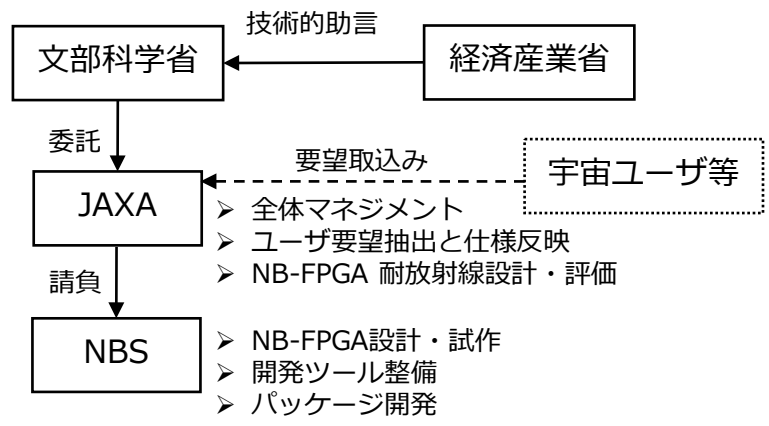 技術的助言
文部科学省
経済産業省
委託
要望取込み
宇宙ユーザ等
JAXA
➢ 全体マネジメント
➢ ユーザ要望抽出と仕様反映
➢ NB-FPGA 耐放射線設計・評価
請負
NBS
➢ NB-FPGA設計・試作
➢ 開発ツール整備
➢ パッケージ開発